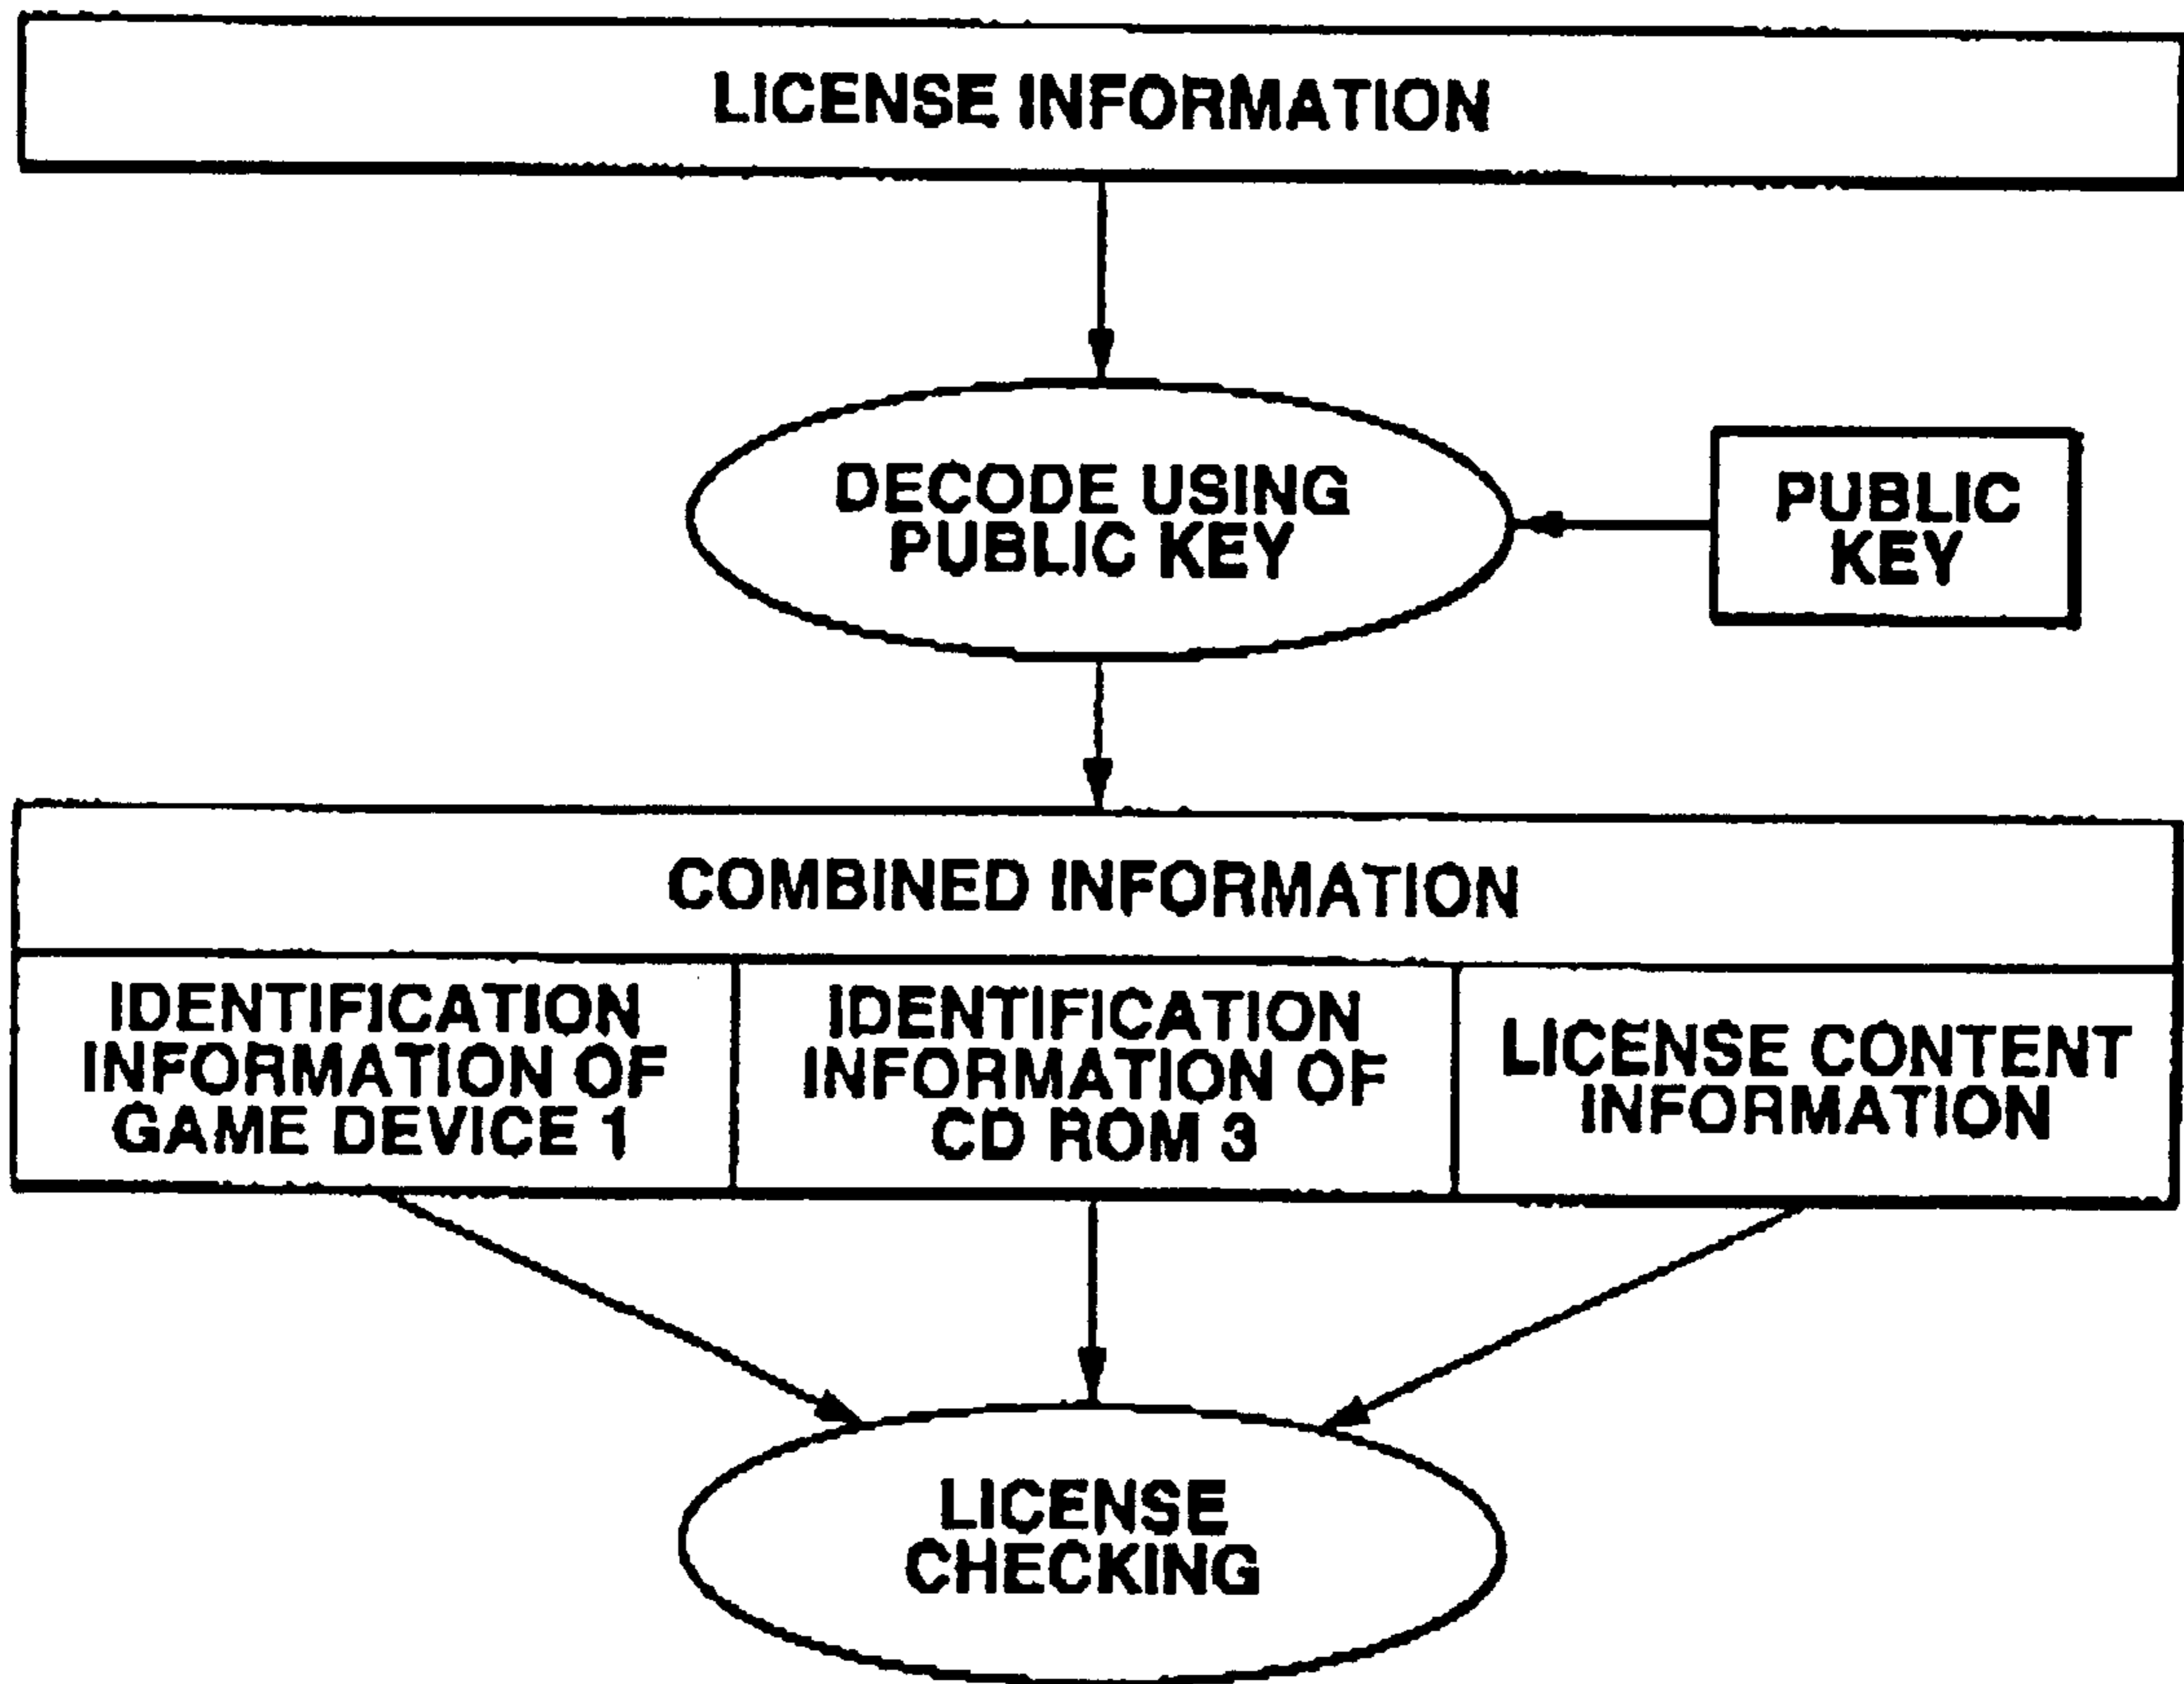 LICENSE INFORMATION
DECODE USING
PUBLIC KEY
PUBLIC
KEY
COMBINED INFORMATION
IDENTIFICATION
INFORMATION OF
GAME DEVICE 1
IDENTIFICATION
INFORMATION OF
CD ROM 3
LICENSE CONTENT
INFORMATION
LICENSE
CHECKING